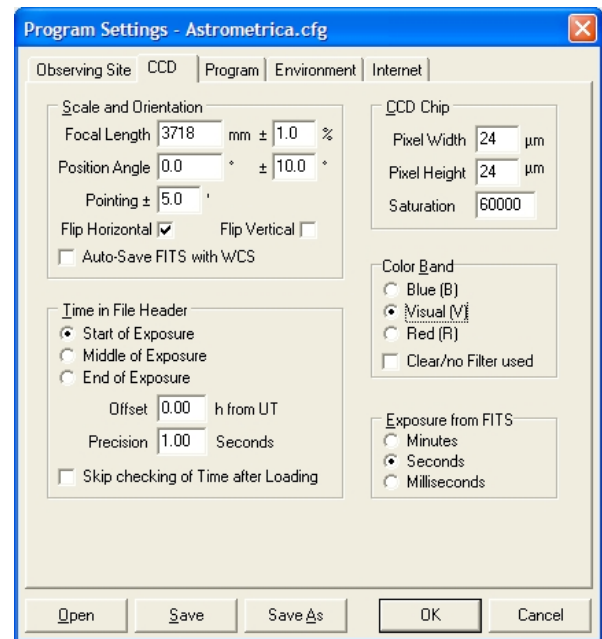 Program Settings - Astrometrica.cfg
Observing Site CCD Program Environment Internet
Scale and Orientation
Focal Length 3718 mm ± 1.0 %
Position Angle 0.0 ° ± 10.0 °
Pointing ± 5.0 '
Flip Horizontal Flip Vertical
Auto-Save FITS with WCS
Time in File Header
Start of Exposure
Middle of Exposure
End of Exposure
Offset 0.00 h from UT
Precision 1.00 Seconds
Skip checking of Time after Loading
CCD Chip
Pixel Width 24 µm
Pixel Height 24 µm
Saturation 60000
Color Band
Blue (B)
Visual (V)
Red (R)
Clear/no Filter used
Exposure from FITS
Minutes
Seconds
Milliseconds
Open Save Save As OK Cancel